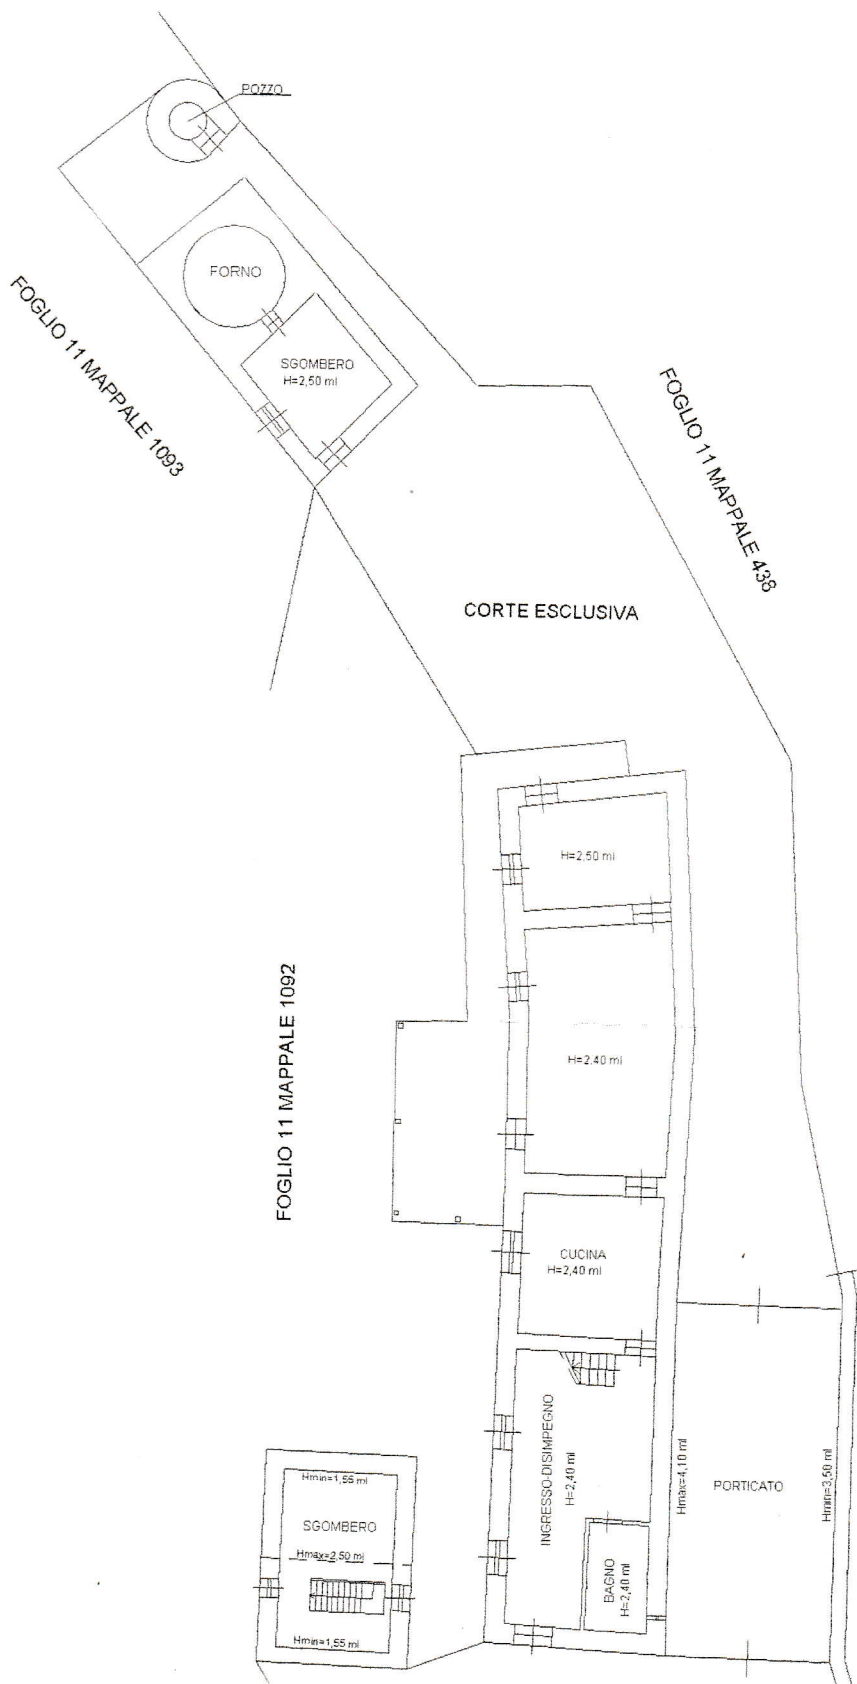 POZZO
FORNO
SGOMBERO
H=2,50 ml
FOGLIO 11 MAPPALE 1093
FOGLIO 11 MAPPALE 438
CORTE ESCLUSIVA
H=2,50 ml
FOGLIO 11 MAPPALE 1092
H=2,40 ml
CUCINA
H=2,40 ml
INGRESSO-DISIMPEGNO
H=2,40 ml
Hmax=4,10 ml
PORTICATO
Hmin=3,50 ml
BAGNO
H=2,40 ml
Hmin=1,55 ml
SGOMBERO
Hmax=2,50 ml
Hmin=1,55 ml